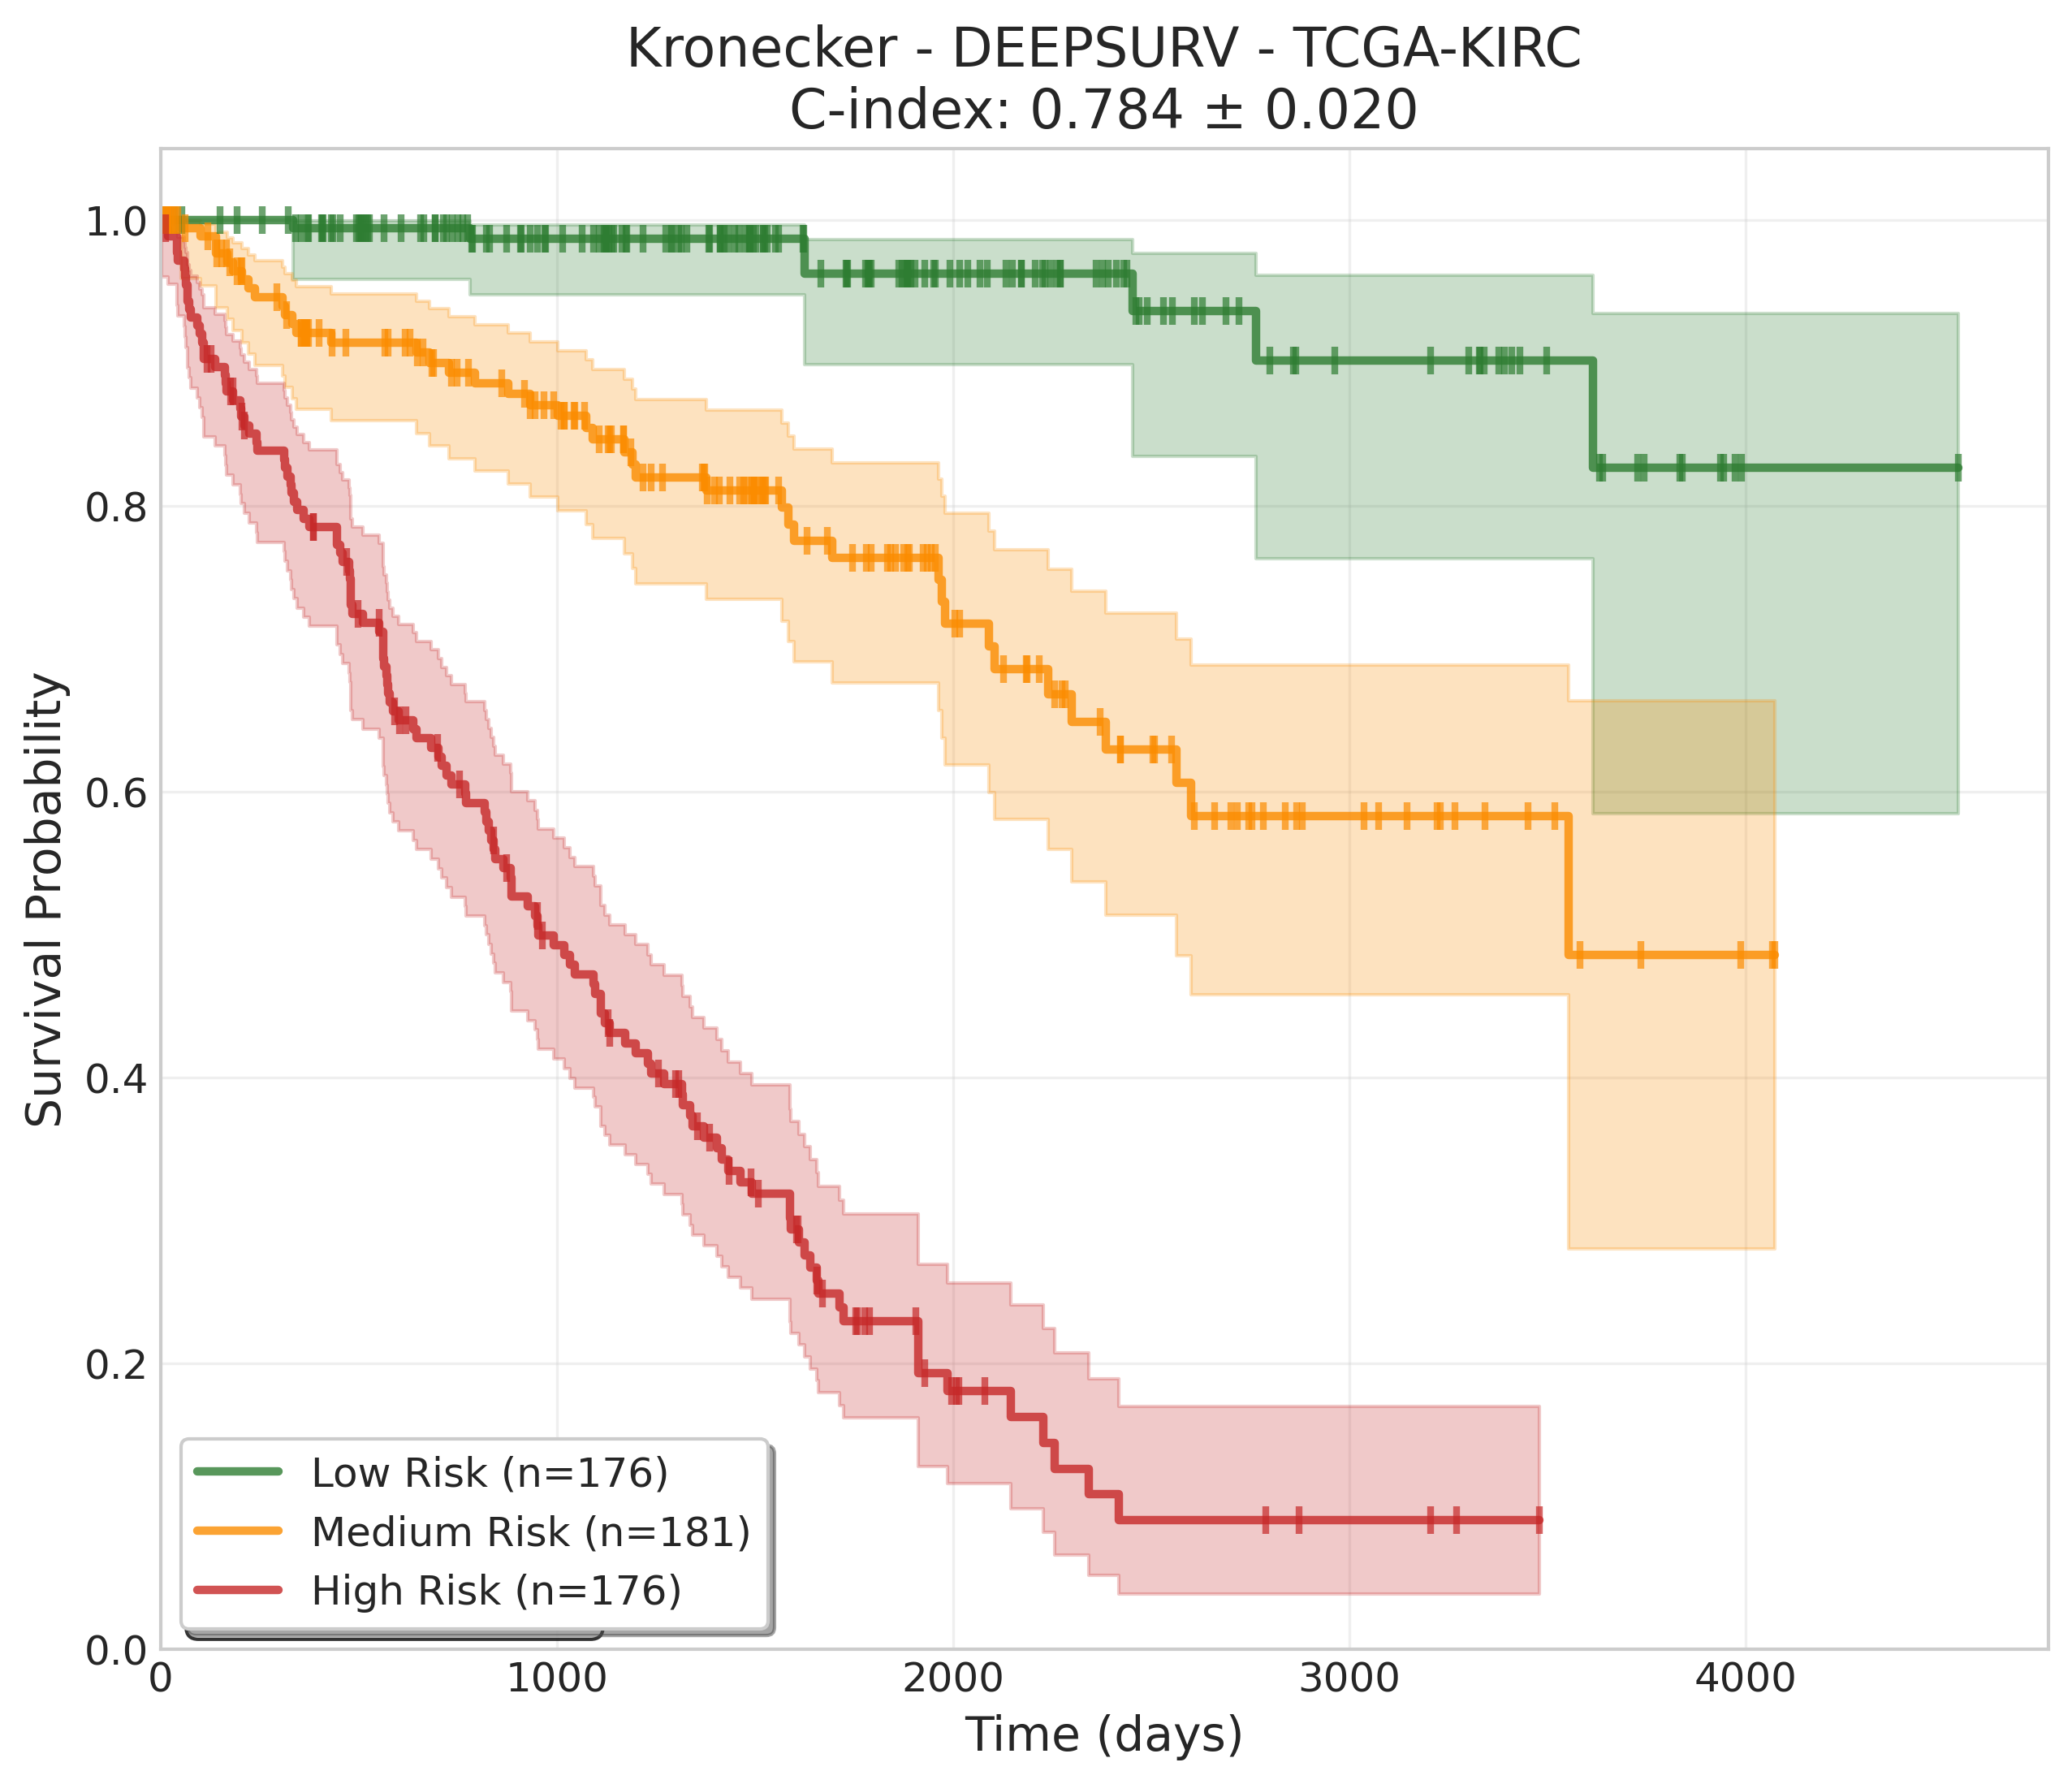 Kronecker - DEEPSURV - TCGA-KIRC
C-index: 0.784 ± 0.020
Survival Probability
1.0
0.8
0.6
0.4
0.2
0.0
Low Risk (n=176)
Medium Risk (n=181)
High Risk (n=176)
0
1000
2000
3000
4000
Time (days)